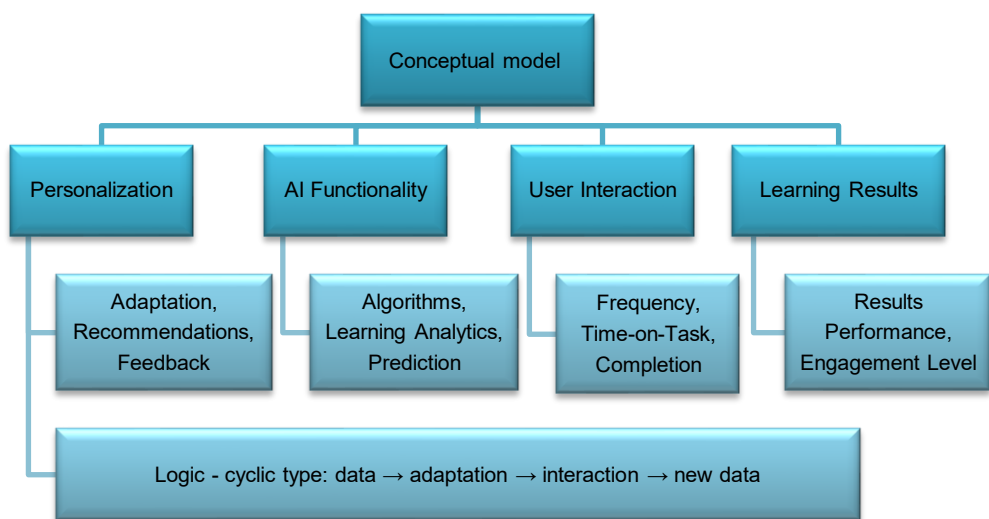 Conceptual model
Personalization
AI Functionality
User Interaction
Learning Results
Adaptation,
Recommendations,
Feedback
Algorithms,
Learning Analytics,
Prediction
Frequency,
Time-on-Task,
Completion
Results
Performance,
Engagement Level
Logic - cyclic type: data → adaptation → interaction → new data